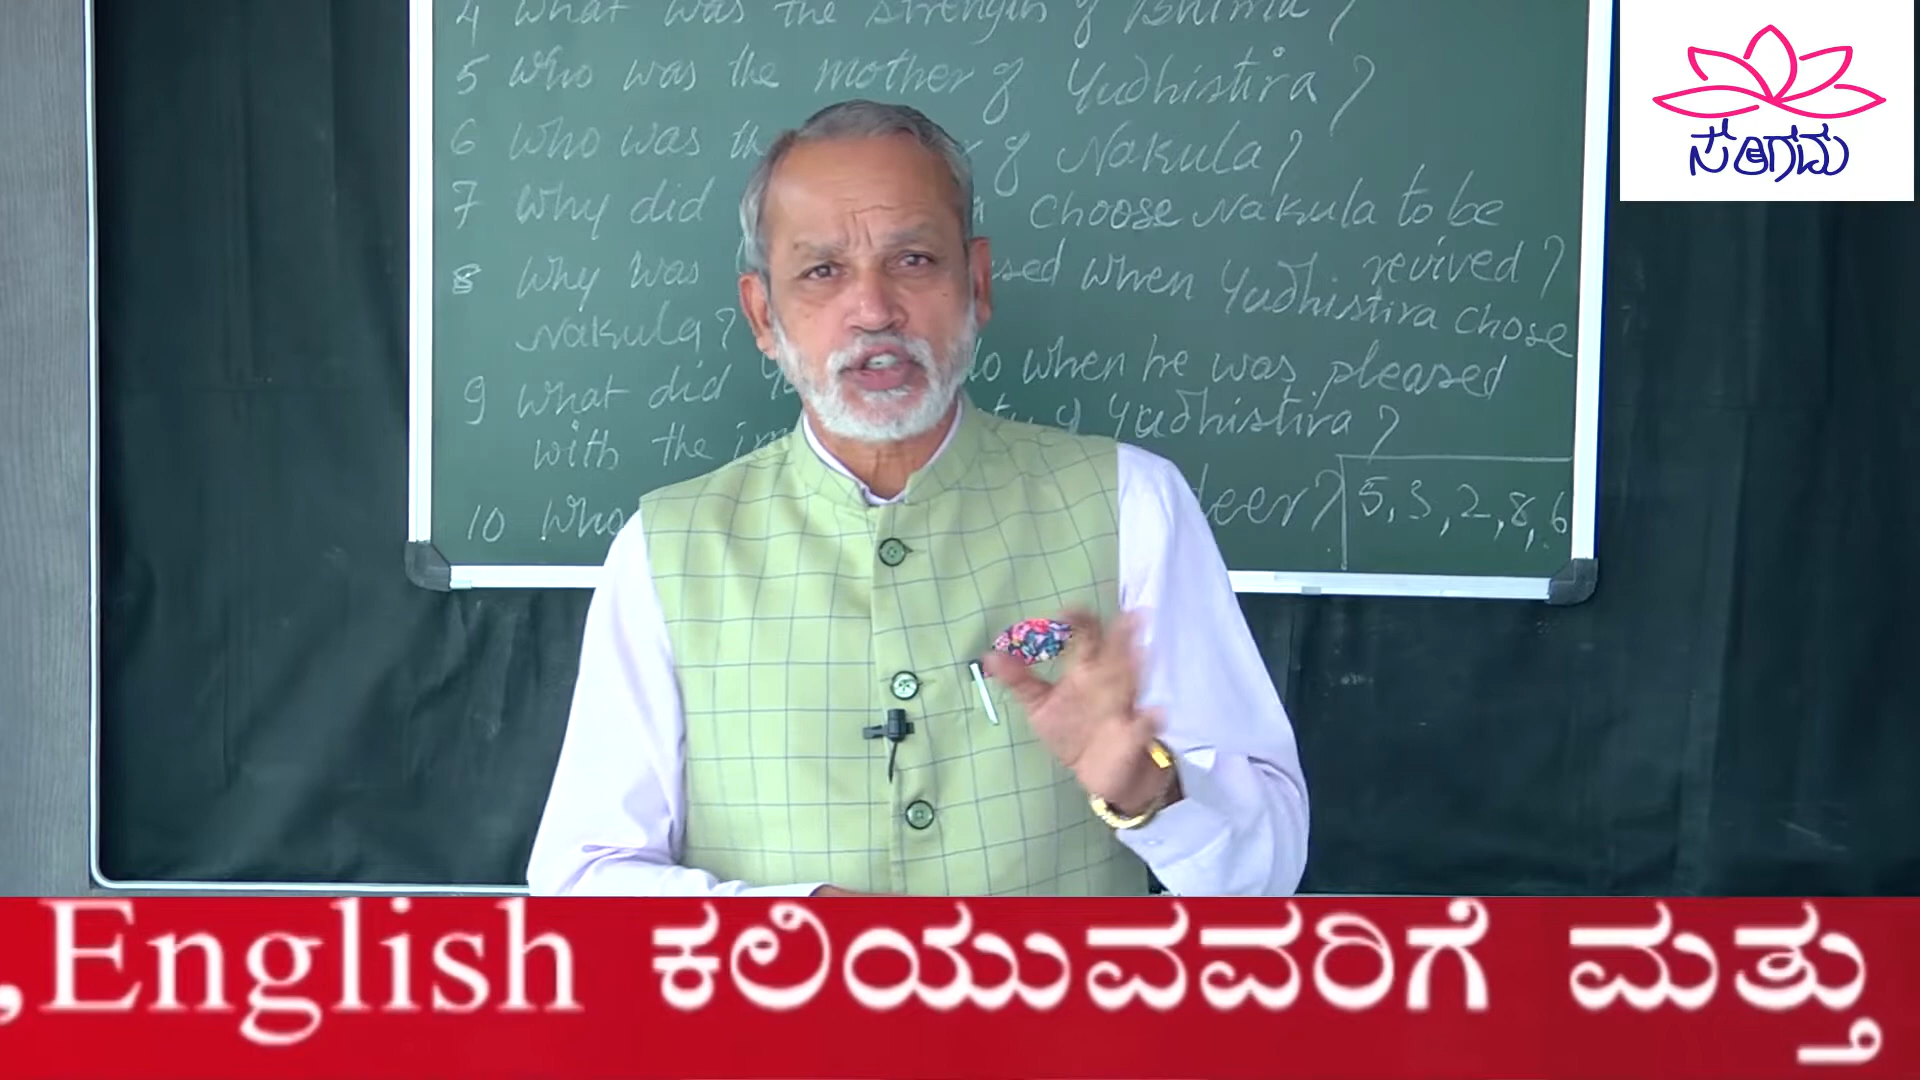 4 What was the strength of Bhima ?
5 Who was the mother of Yudhistira ?
6 Who was the of Nakula ?
7 Why did choose Nakula to be
revived ?
8 Why was when Yudhistira chose
Nakula ?
9 What did do when he was pleased
with the of Yudhistira ?
10 deer ? 5, 3, 2, 8, 6
ಸರಿಗಮ
,English ಕಲಿಯುವವರಿಗೆ ಮತ್ತು